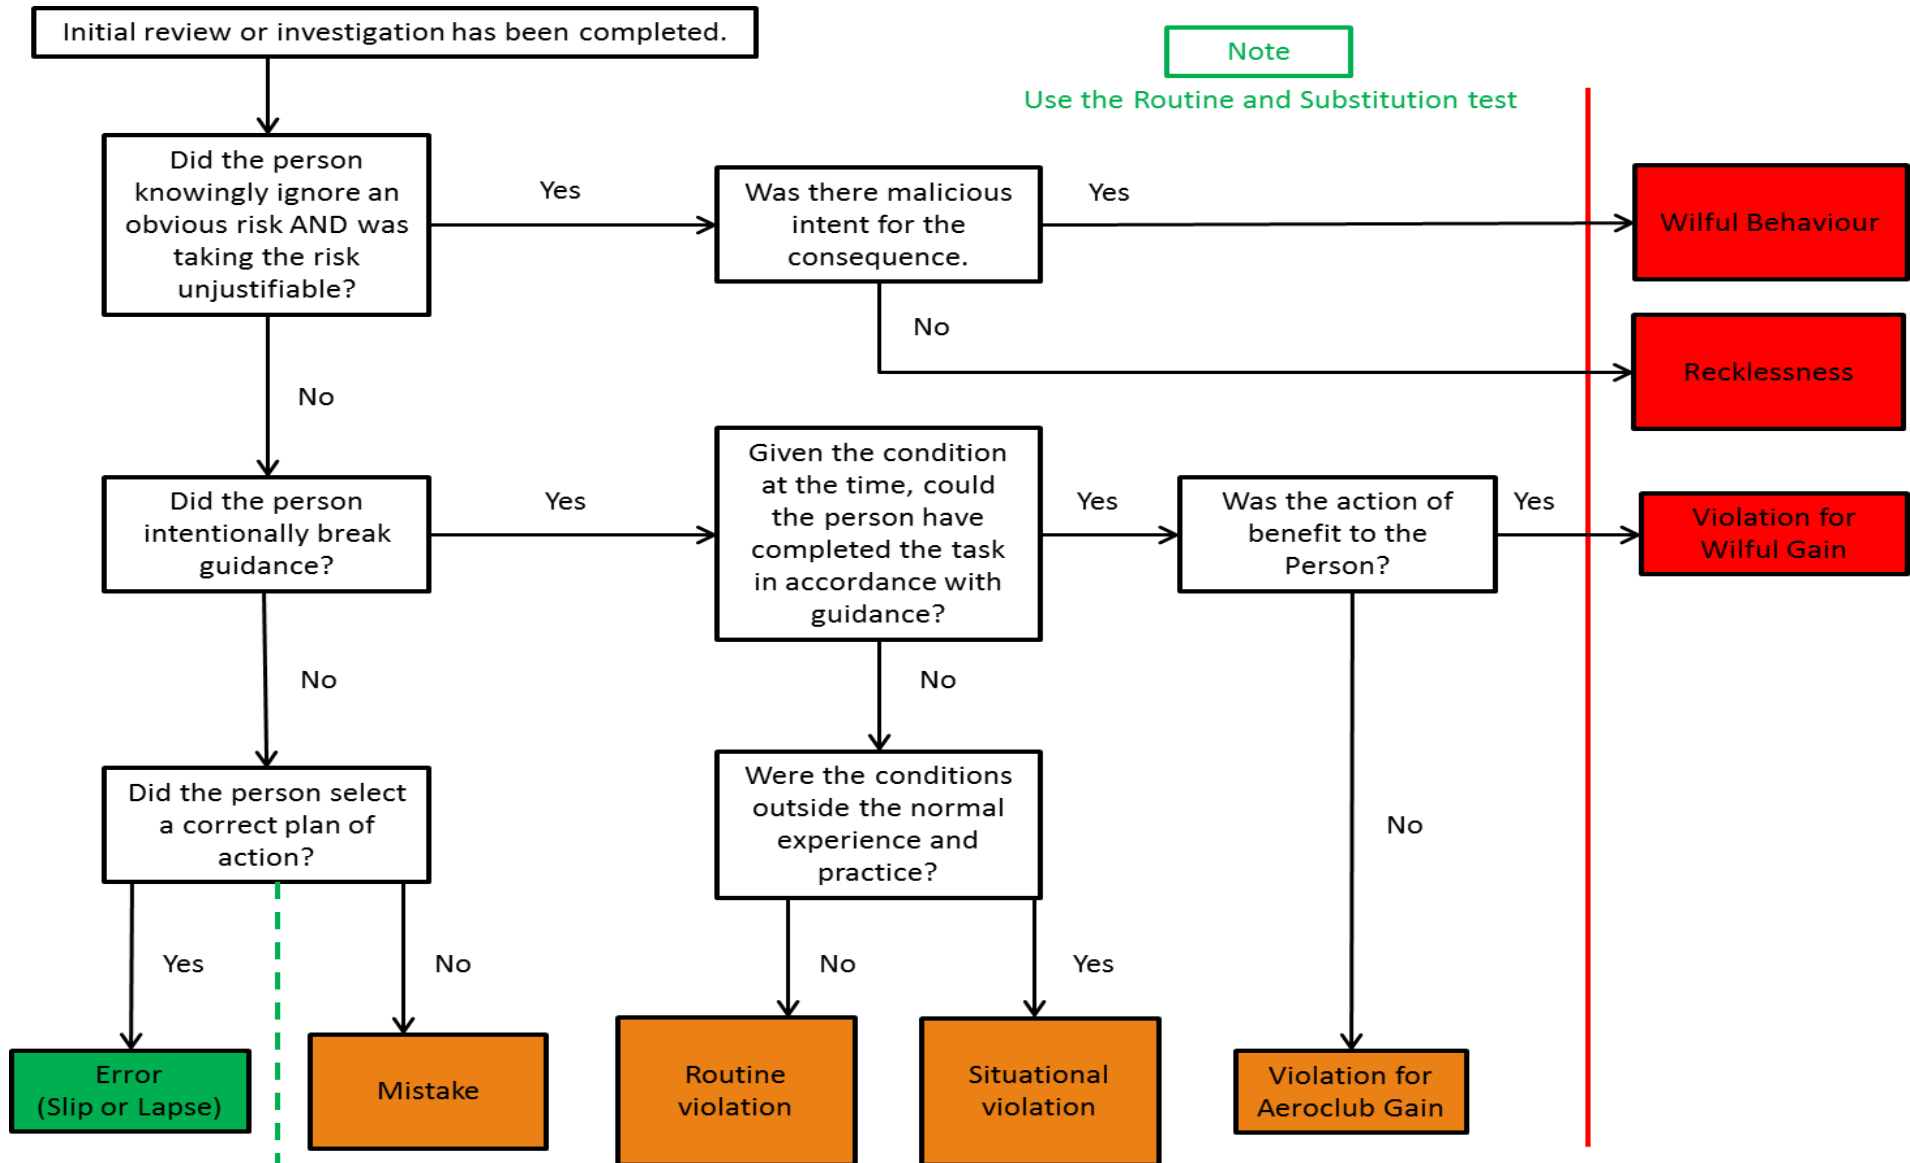 Initial review or investigation has been completed.
Note
Use the Routine and Substitution test
Did the person
knowingly ignore an
obvious risk AND was
taking the risk
unjustifiable?
Yes
Was there malicious
intent for the
consequence.
Yes
Wilful Behaviour
No
Recklessness
No
Did the person
intentionally break
guidance?
Yes
Given the condition
at the time, could
the person have
completed the task
in accordance with
guidance?
Yes
Was the action of
benefit to the
Person?
Yes
Violation for
Wilful Gain
No
No
Did the person select
a correct plan of
action?
Were the conditions
outside the normal
experience and
practice?
No
Yes
No
No
Yes
Error
(Slip or Lapse)
Mistake
Routine
violation
Situational
violation
Violation for
Aeroclub Gain